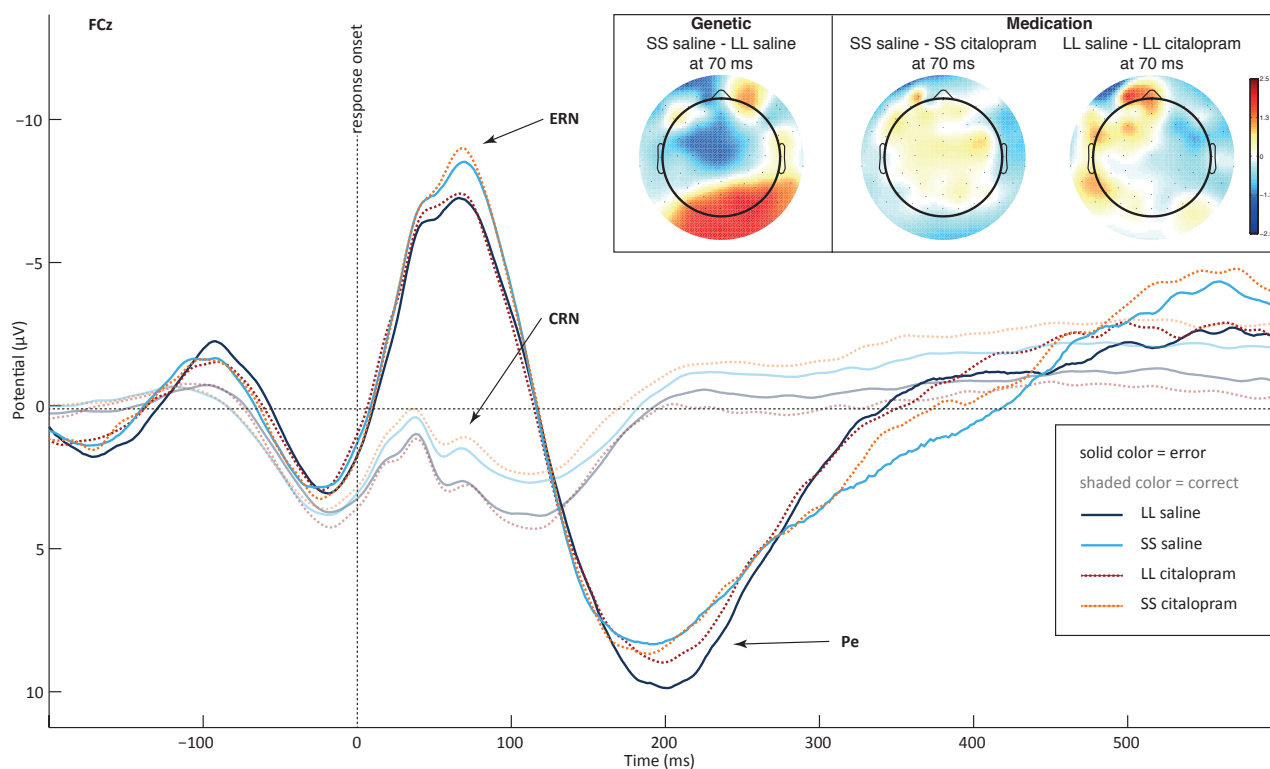 FCz
response onset
Genetic
SS saline - LL saline
at 70 ms
Medication
SS saline - SS citalopram
at 70 ms
LL saline - LL citalopram
at 70 ms
2.5
1.3
0
ERN
CRN
Pe
−10
−5
0
5
10
Potential (µV)
−100
0
100
200
300
400
500
Time (ms)
solid color = error
shaded color = correct
LL saline
SS saline
LL citalopram
SS citalopram